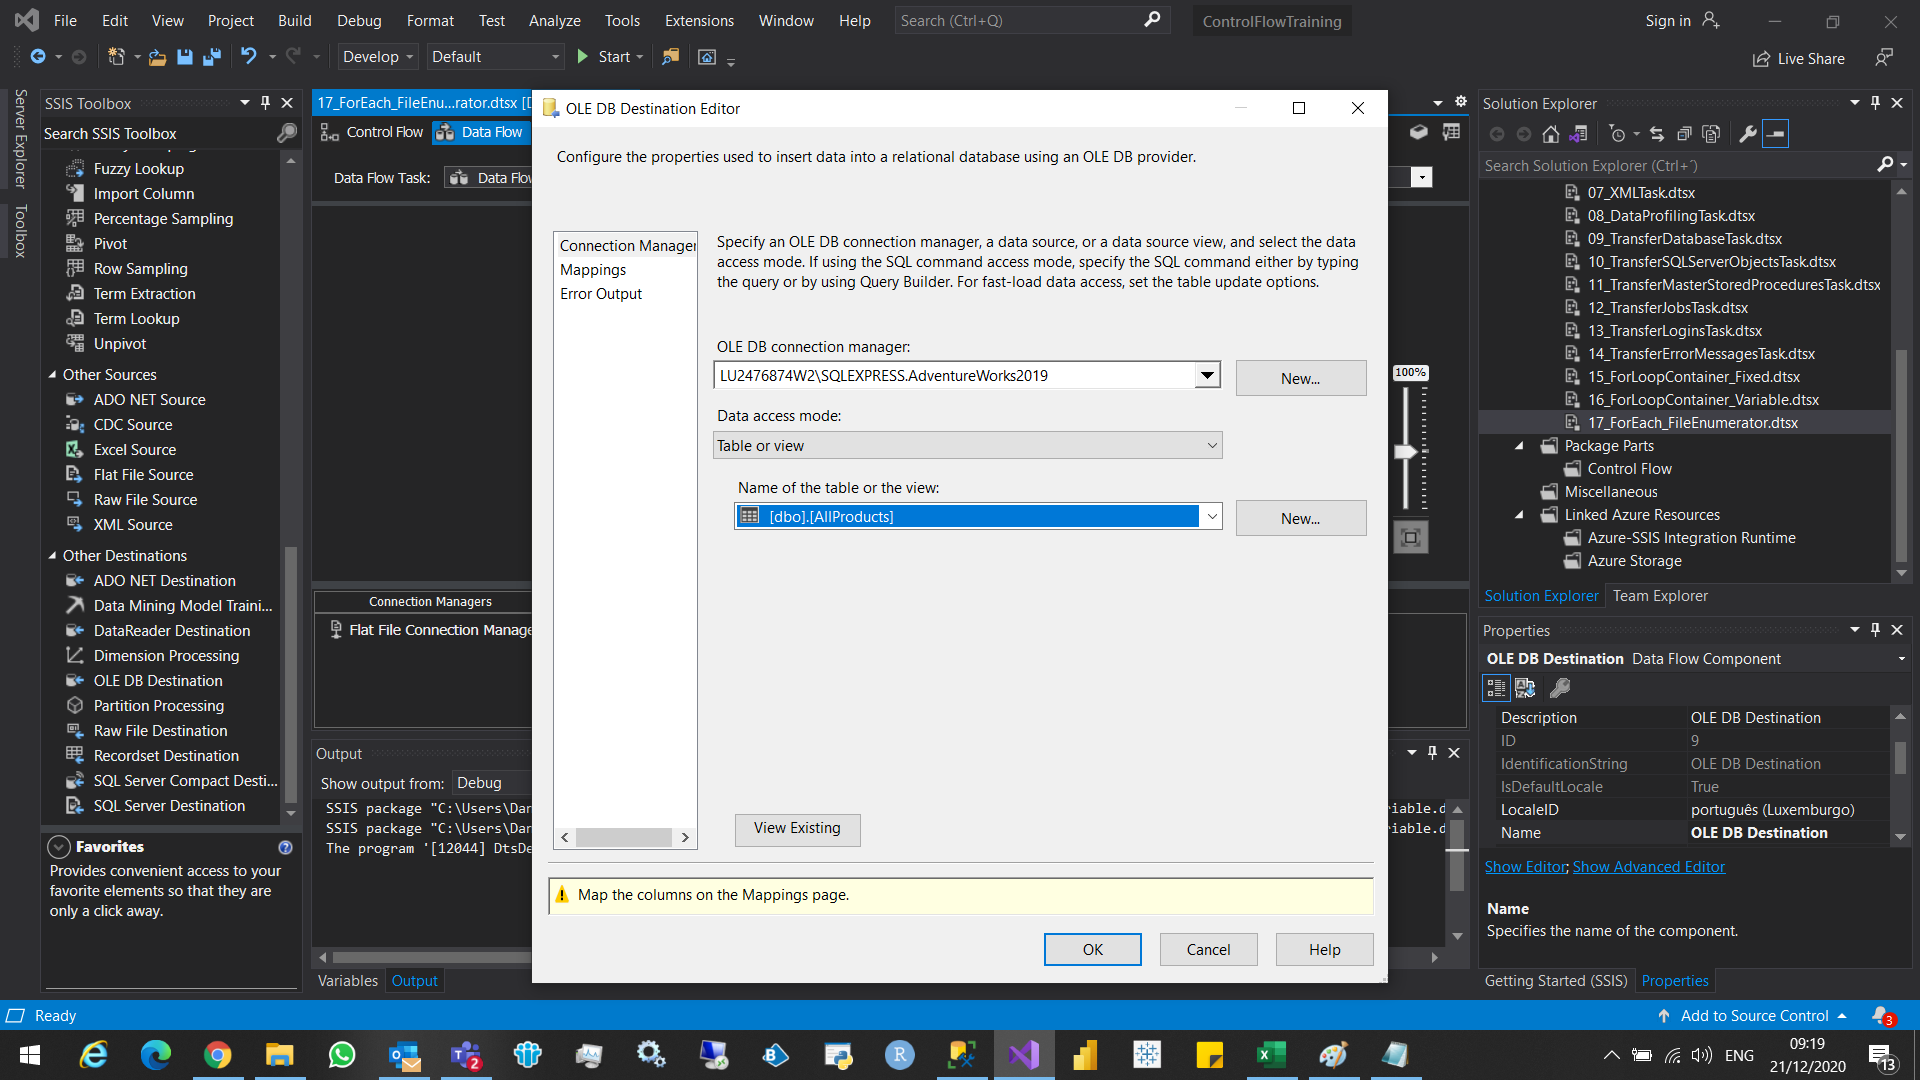 File Edit View Project Build Debug Format Test Analyze Tools Extensions Window Help Search (Ctrl+Q) ControlFlowTraining Sign in
Develop Default Start Live Share
Server Explorer
Toolbox
SSIS Toolbox
Search SSIS Toolbox
Fuzzy Lookup
Import Column
Percentage Sampling
Pivot
Row Sampling
Term Extraction
Term Lookup
Unpivot
Other Sources
ADO NET Source
CDC Source
Excel Source
Flat File Source
Raw File Source
XML Source
Other Destinations
ADO NET Destination
Data Mining Model Traini...
DataReader Destination
Dimension Processing
OLE DB Destination
Partition Processing
Raw File Destination
Recordset Destination
SQL Server Compact Desti...
SQL Server Destination
Favorites
Provides convenient access to your
favorite elements so that they are
only a click away.
17_ForEach_FileEnu...rator.dtsx [D
Control Flow Data Flow
Data Flow Task: Data Flow
Connection Managers
Flat File Connection Manage
100%
Output
Show output from: Debug
SSIS package "C:\Users\Dar
SSIS package "C:\Users\Dar
The program '[12044] DtsDe
riable.d
riable.d
Variables Output
OLE DB Destination Editor
Configure the properties used to insert data into a relational database using an OLE DB provider.
Connection Manager
Mappings
Error Output
Specify an OLE DB connection manager, a data source, or a data source view, and select the data
access mode. If using the SQL command access mode, specify the SQL command either by typing
the query or by using Query Builder. For fast-load data access, set the table update options.
OLE DB connection manager:
LU2476874W2\SQLEXPRESS.AdventureWorks2019 New...
Data access mode:
Table or view
Name of the table or the view:
[dbo].[AllProducts] New...
View Existing
Map the columns on the Mappings page.
OK Cancel Help
Solution Explorer
Search Solution Explorer (Ctrl+´)
07_XMLTask.dtsx
08_DataProfilingTask.dtsx
09_TransferDatabaseTask.dtsx
10_TransferSQLServerObjectsTask.dtsx
11_TransferMasterStoredProceduresTask.dtsx
12_TransferJobsTask.dtsx
13_TransferLoginsTask.dtsx
14_TransferErrorMessagesTask.dtsx
15_ForLoopContainer_Fixed.dtsx
16_ForLoopContainer_Variable.dtsx
17_ForEach_FileEnumerator.dtsx
Package Parts
Control Flow
Miscellaneous
Linked Azure Resources
Azure-SSIS Integration Runtime
Azure Storage
Solution Explorer Team Explorer
Properties
OLE DB Destination Data Flow Component
Description OLE DB Destination
ID 9
IdentificationString OLE DB Destination
IsDefaultLocale True
LocaleID português (Luxemburgo)
Name OLE DB Destination
Show Editor; Show Advanced Editor
Name
Specifies the name of the component.
Getting Started (SSIS) Properties
Ready Add to Source Control 3
2 R ENG 09:19
21/12/2020 13